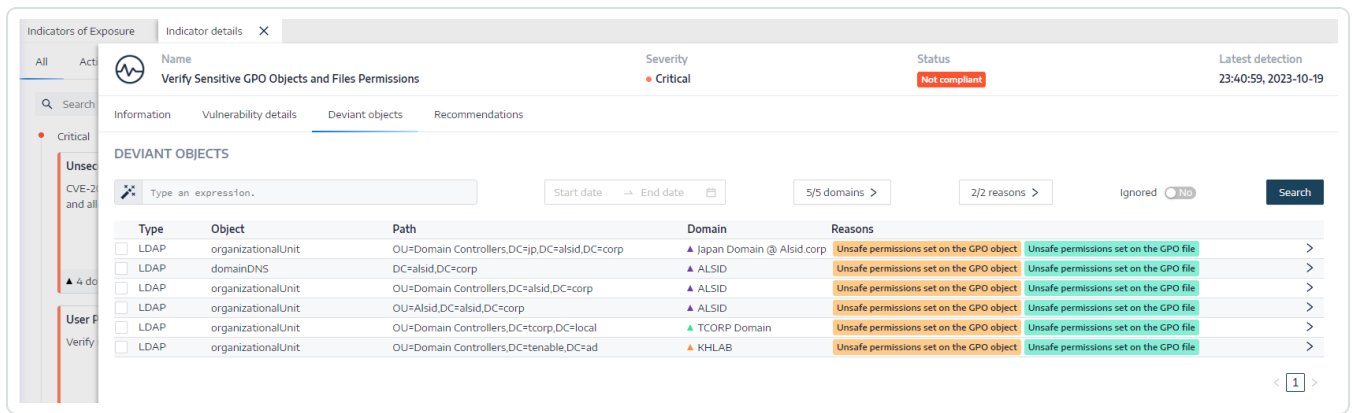 Indicators of Exposure Indicator details
Name Severity Status Latest detection
Verify Sensitive GPO Objects and Files Permissions Critical Not compliant 23:40:59, 2023-10-19
All Acti
Information Vulnerability details Deviant objects Recommendations
Search
Critical
DEVIANT OBJECTS
Unsec
CVE-20
and all
Type an expression. Start date → End date 5/5 domains > 2/2 reasons > Ignored No Search
Type Object Path Domain Reasons
LDAP organizationalUnit OU=Domain Controllers,DC=jp,DC=alsid,DC=corp Japan Domain @ Alsid.corp Unsafe permissions set on the GPO object Unsafe permissions set on the GPO file >
LDAP domainDNS DC=alsid,DC=corp ALSID Unsafe permissions set on the GPO object Unsafe permissions set on the GPO file >
LDAP organizationalUnit OU=Domain Controllers,DC=alsid,DC=corp ALSID Unsafe permissions set on the GPO object Unsafe permissions set on the GPO file >
LDAP organizationalUnit OU=Alsid,DC=alsid,DC=corp ALSID Unsafe permissions set on the GPO object Unsafe permissions set on the GPO file >
LDAP organizationalUnit OU=Domain Controllers,DC=tcorp,DC=local TCORP Domain Unsafe permissions set on the GPO object Unsafe permissions set on the GPO file >
LDAP organizationalUnit OU=Domain Controllers,DC=tenable,DC=ad KHLAB Unsafe permissions set on the GPO object Unsafe permissions set on the GPO file >
4 do
User P
Verify
< 1 >